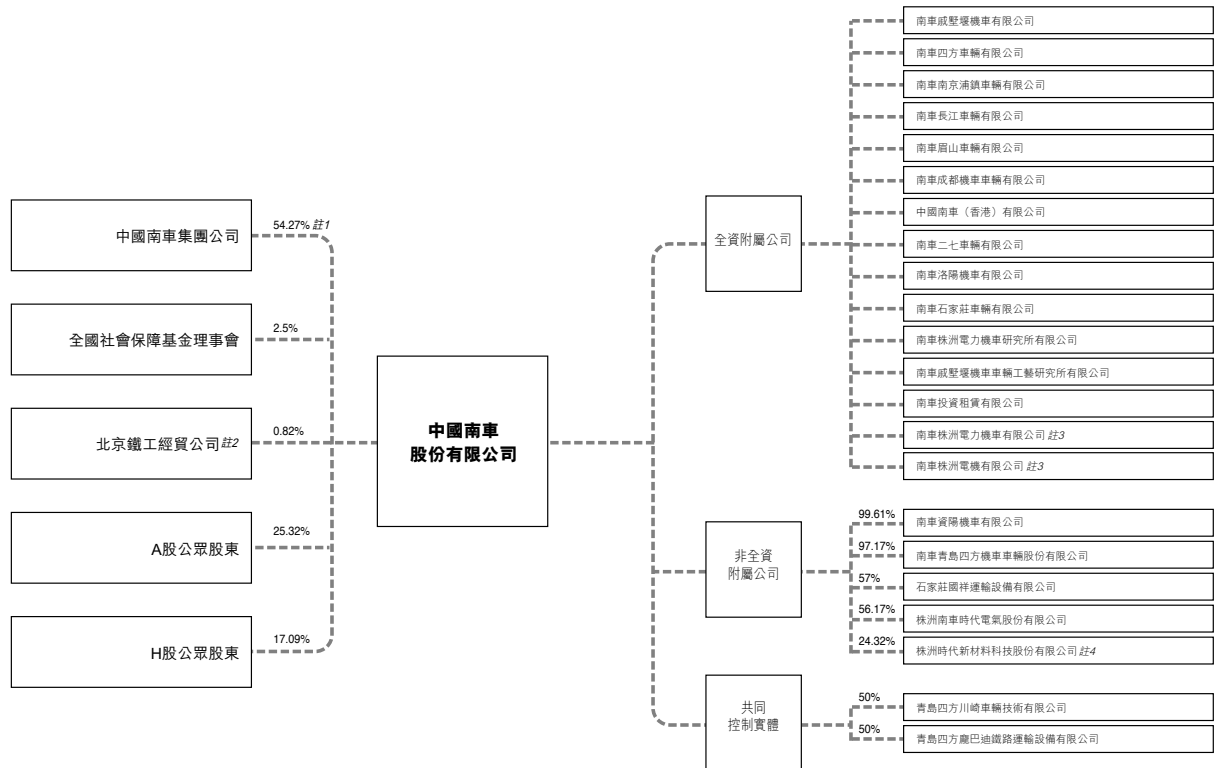 中國南車集團公司
54.27% 註1
全國社會保障基金理事會
2.5%
北京鐵工經貿公司註2
0.82%
A股公眾股東
25.32%
H股公眾股東
17.09%
中國南車
股份有限公司
全資附屬公司
南車戚墅堰機車有限公司
南車四方車輛有限公司
南車南京浦鎮車輛有限公司
南車長江車輛有限公司
南車眉山車輛有限公司
南車成都機車車輛有限公司
中國南車（香港）有限公司
南車二七車輛有限公司
南車洛陽機車有限公司
南車石家莊車輛有限公司
南車株洲電力機車研究所有限公司
南車戚墅堰機車車輛工藝研究所有限公司
南車投資租賃有限公司
南車株洲電力機車有限公司 註3
南車株洲電機有限公司 註3
非全資
附屬公司
99.61%
南車資陽機車有限公司
97.17%
南車青島四方機車車輛股份有限公司
57%
石家莊國祥運輸設備有限公司
56.17%
株洲南車時代電氣股份有限公司
24.32%
株洲時代新材料科技股份有限公司註4
共同
控制實體
50%
青島四方川崎車輛技術有限公司
50%
青島四方龐巴迪鐵路運輸設備有限公司